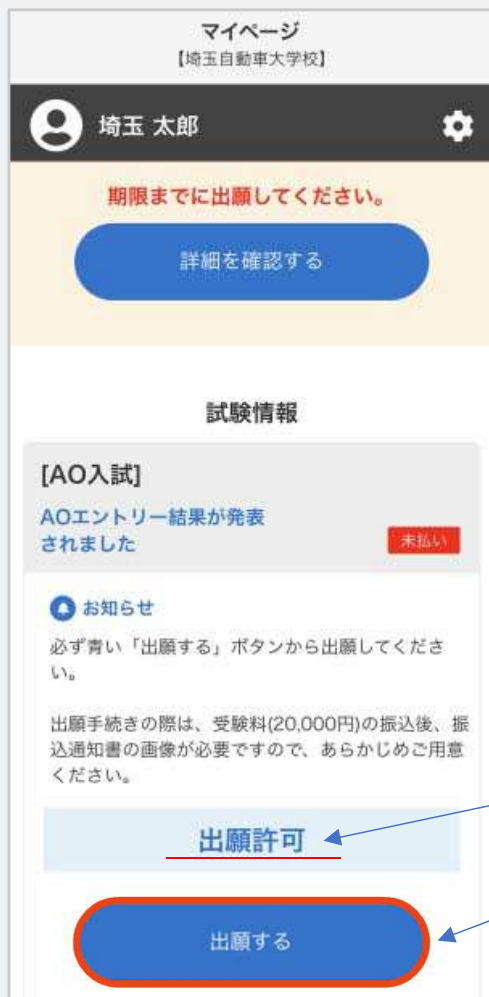 マイページ
【埼玉自動車大学校】
埼玉 太郎
期限までに出願してください。
詳細を確認する
試験情報
[AO入試]
AOエントリー結果が発表
されました
未払い
お知らせ
必ず青い「出願する」ボタンから出願してくださ
い。
出願手続きの際は、受験料(20,000円)の振込後、振
込通知書の画像が必要ですので、あらかじめご用意
ください。
出願許可
出願する